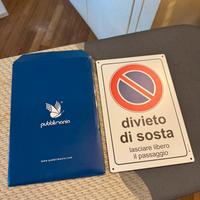 pubblimania
www.pubblimania.com
divieto
di sosta
lasciare libero
il passaggio